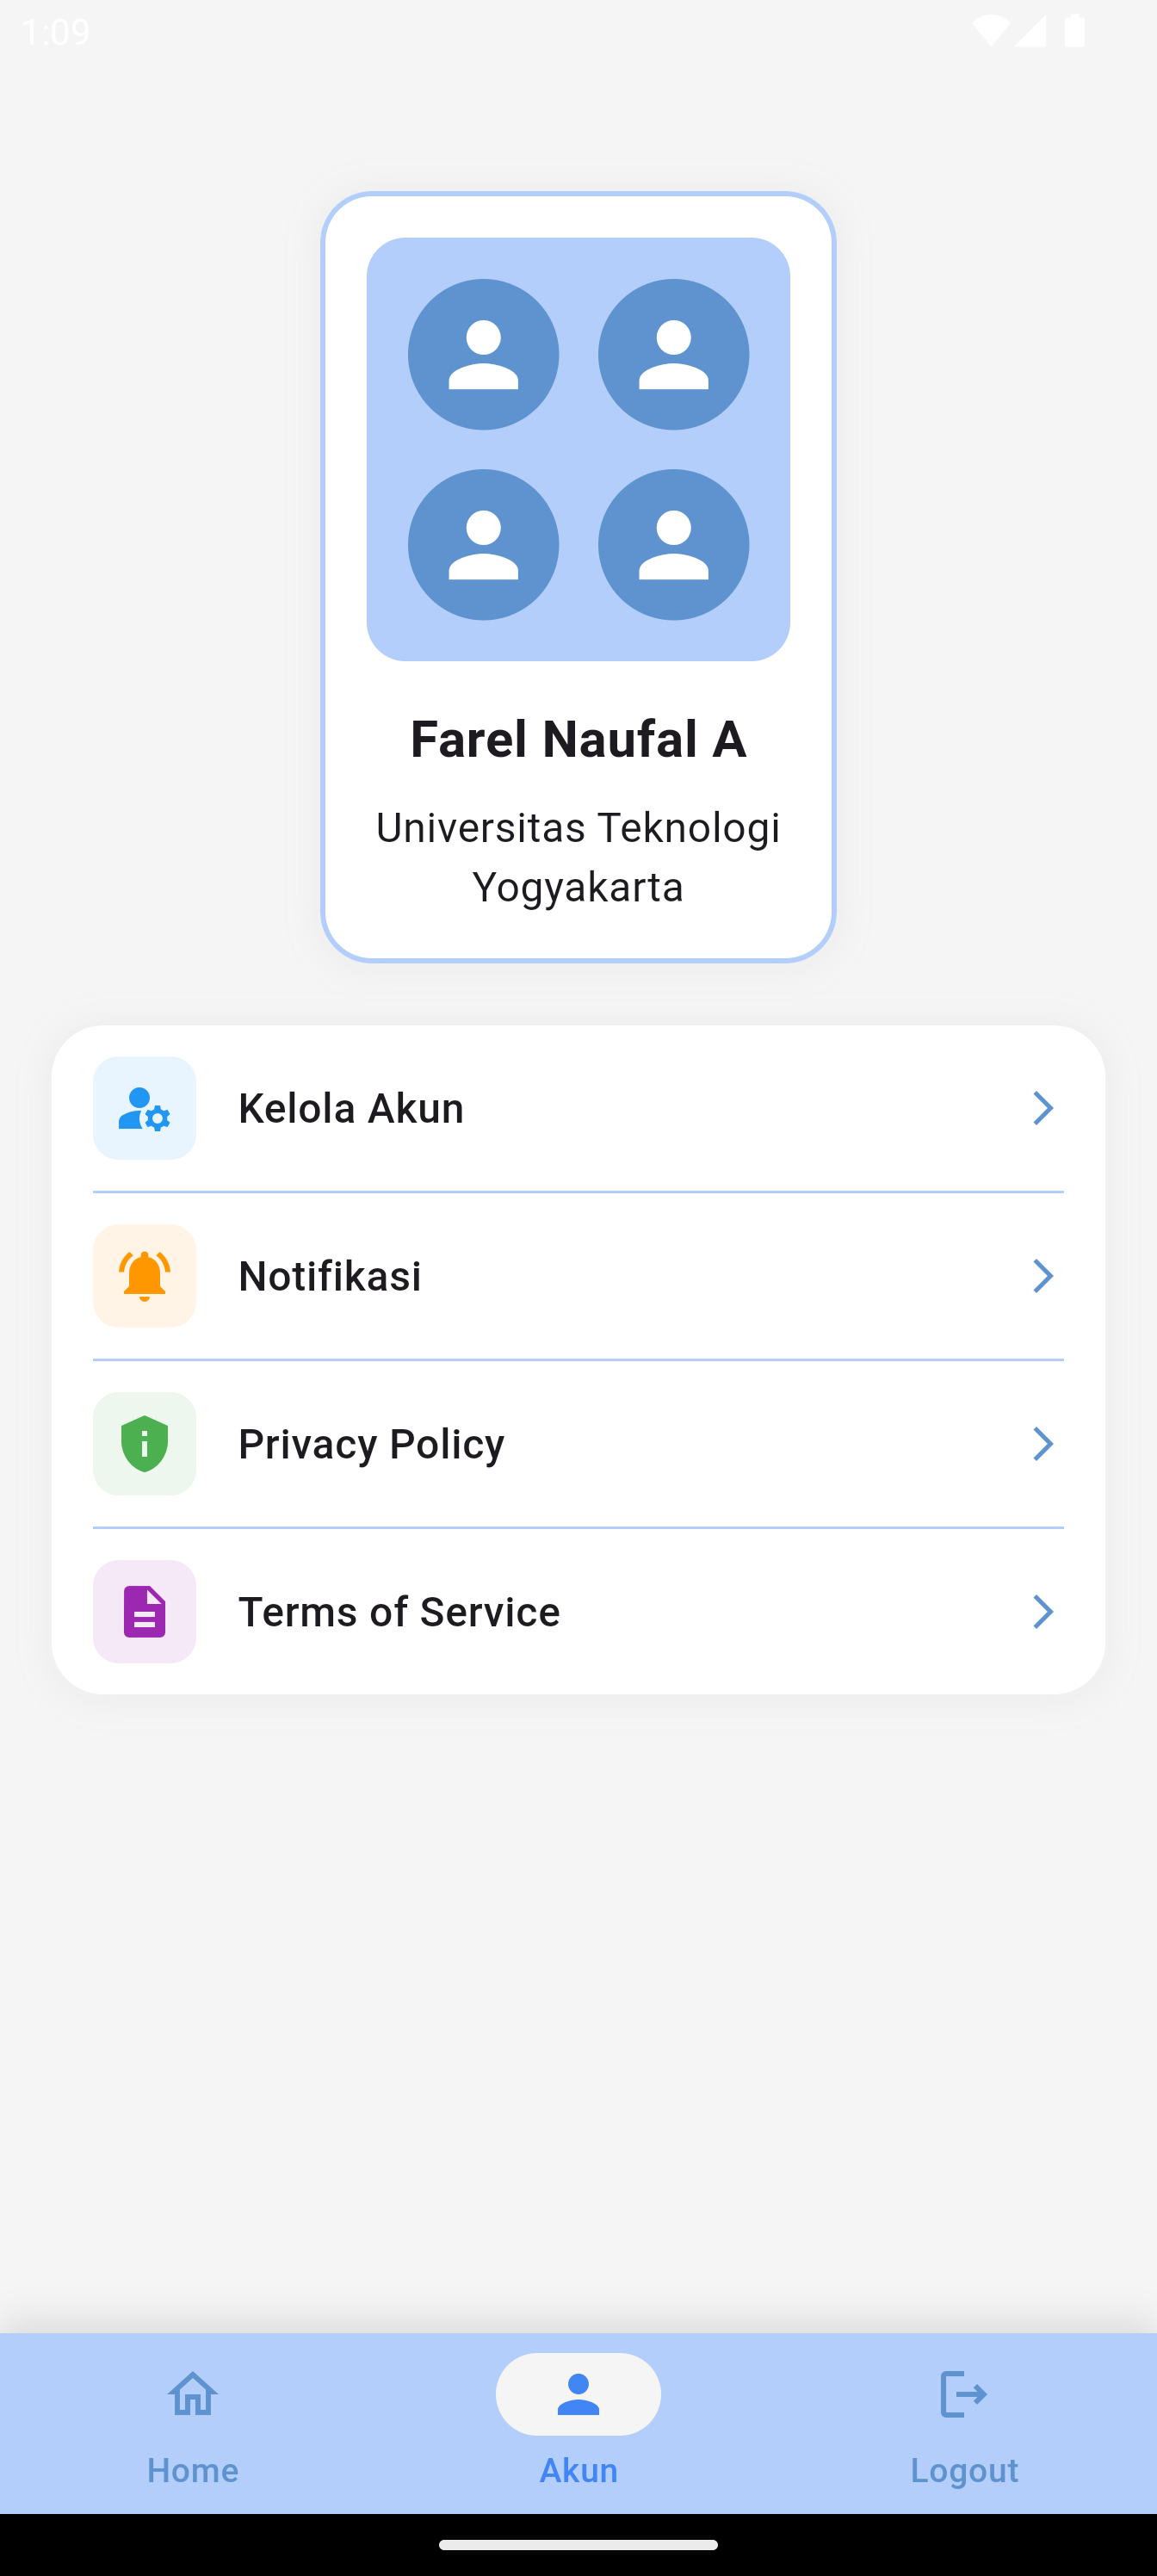 1:09
Farel Naufal A
Universitas Teknologi
Yogyakarta
Kelola Akun
Notifikasi
Privacy Policy
Terms of Service
Home
Akun
Logout